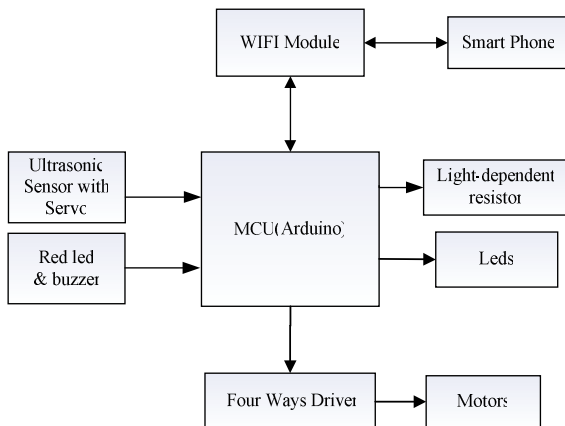 WIFI Module
Smart Phone
Ultrasonic
Sensor with
Servo
MCU(Arduino)
Light-dependent
resistor
Red led
& buzzer
Leds
Four Ways Driver
Motors